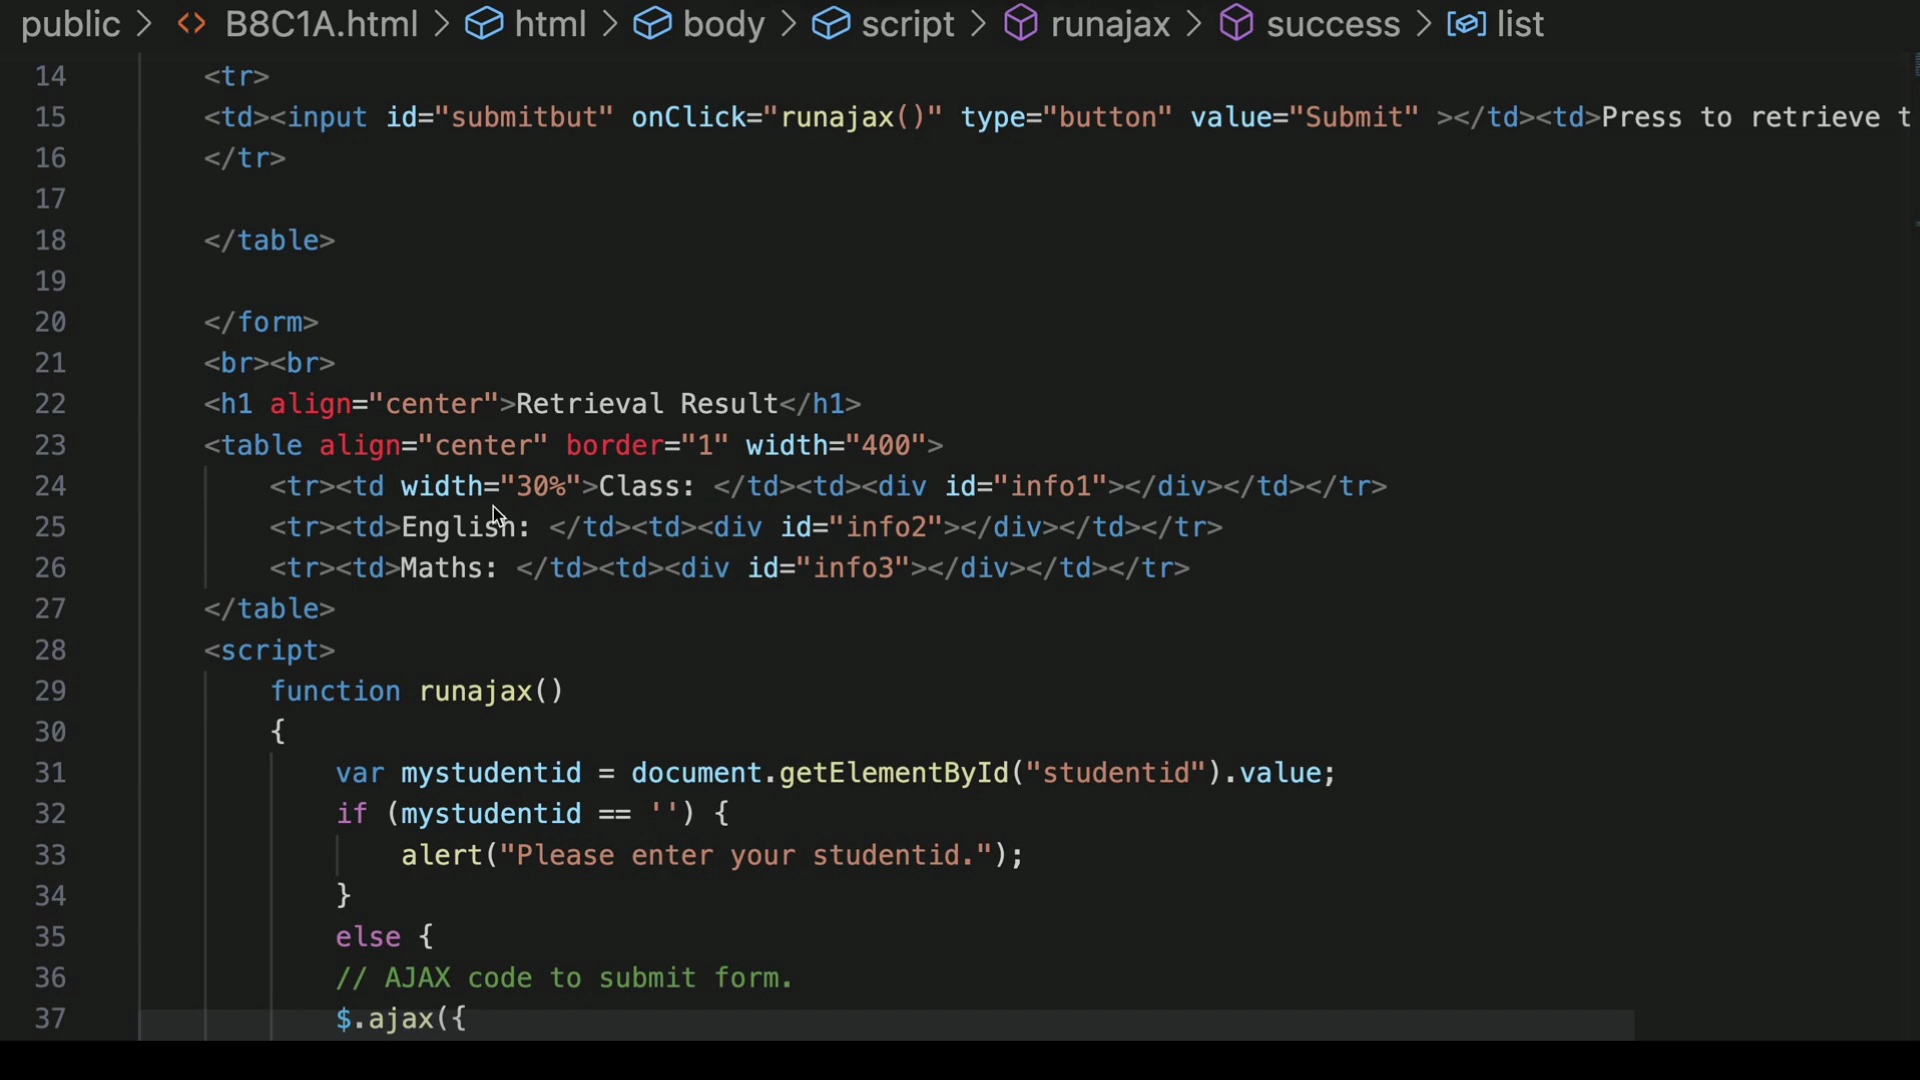 public > <> B8C1A.html > html > body > script > runajax > success > list
14 <tr>
15 <td><input id="submitbut" onClick="runajax()" type="button" value="Submit" ></td><td>Press to retrieve t
16 </tr>
17
18 </table>
19
20 </form>
21 <br><br>
22 <h1 align="center">Retrieval Result</h1>
23 <table align="center" border="1" width="400">
24 <tr><td width="30%">Class: </td><td><div id="info1"></div></td></tr>
25 <tr><td>English: </td><td><div id="info2"></div></td></tr>
26 <tr><td>Maths: </td><td><div id="info3"></div></td></tr>
27 </table>
28 <script>
29 function runajax()
30 {
31 var mystudentid = document.getElementById("studentid").value;
32 if (mystudentid == '') {
33 alert("Please enter your studentid.");
34 }
35 else {
36 // AJAX code to submit form.
37 $.ajax({